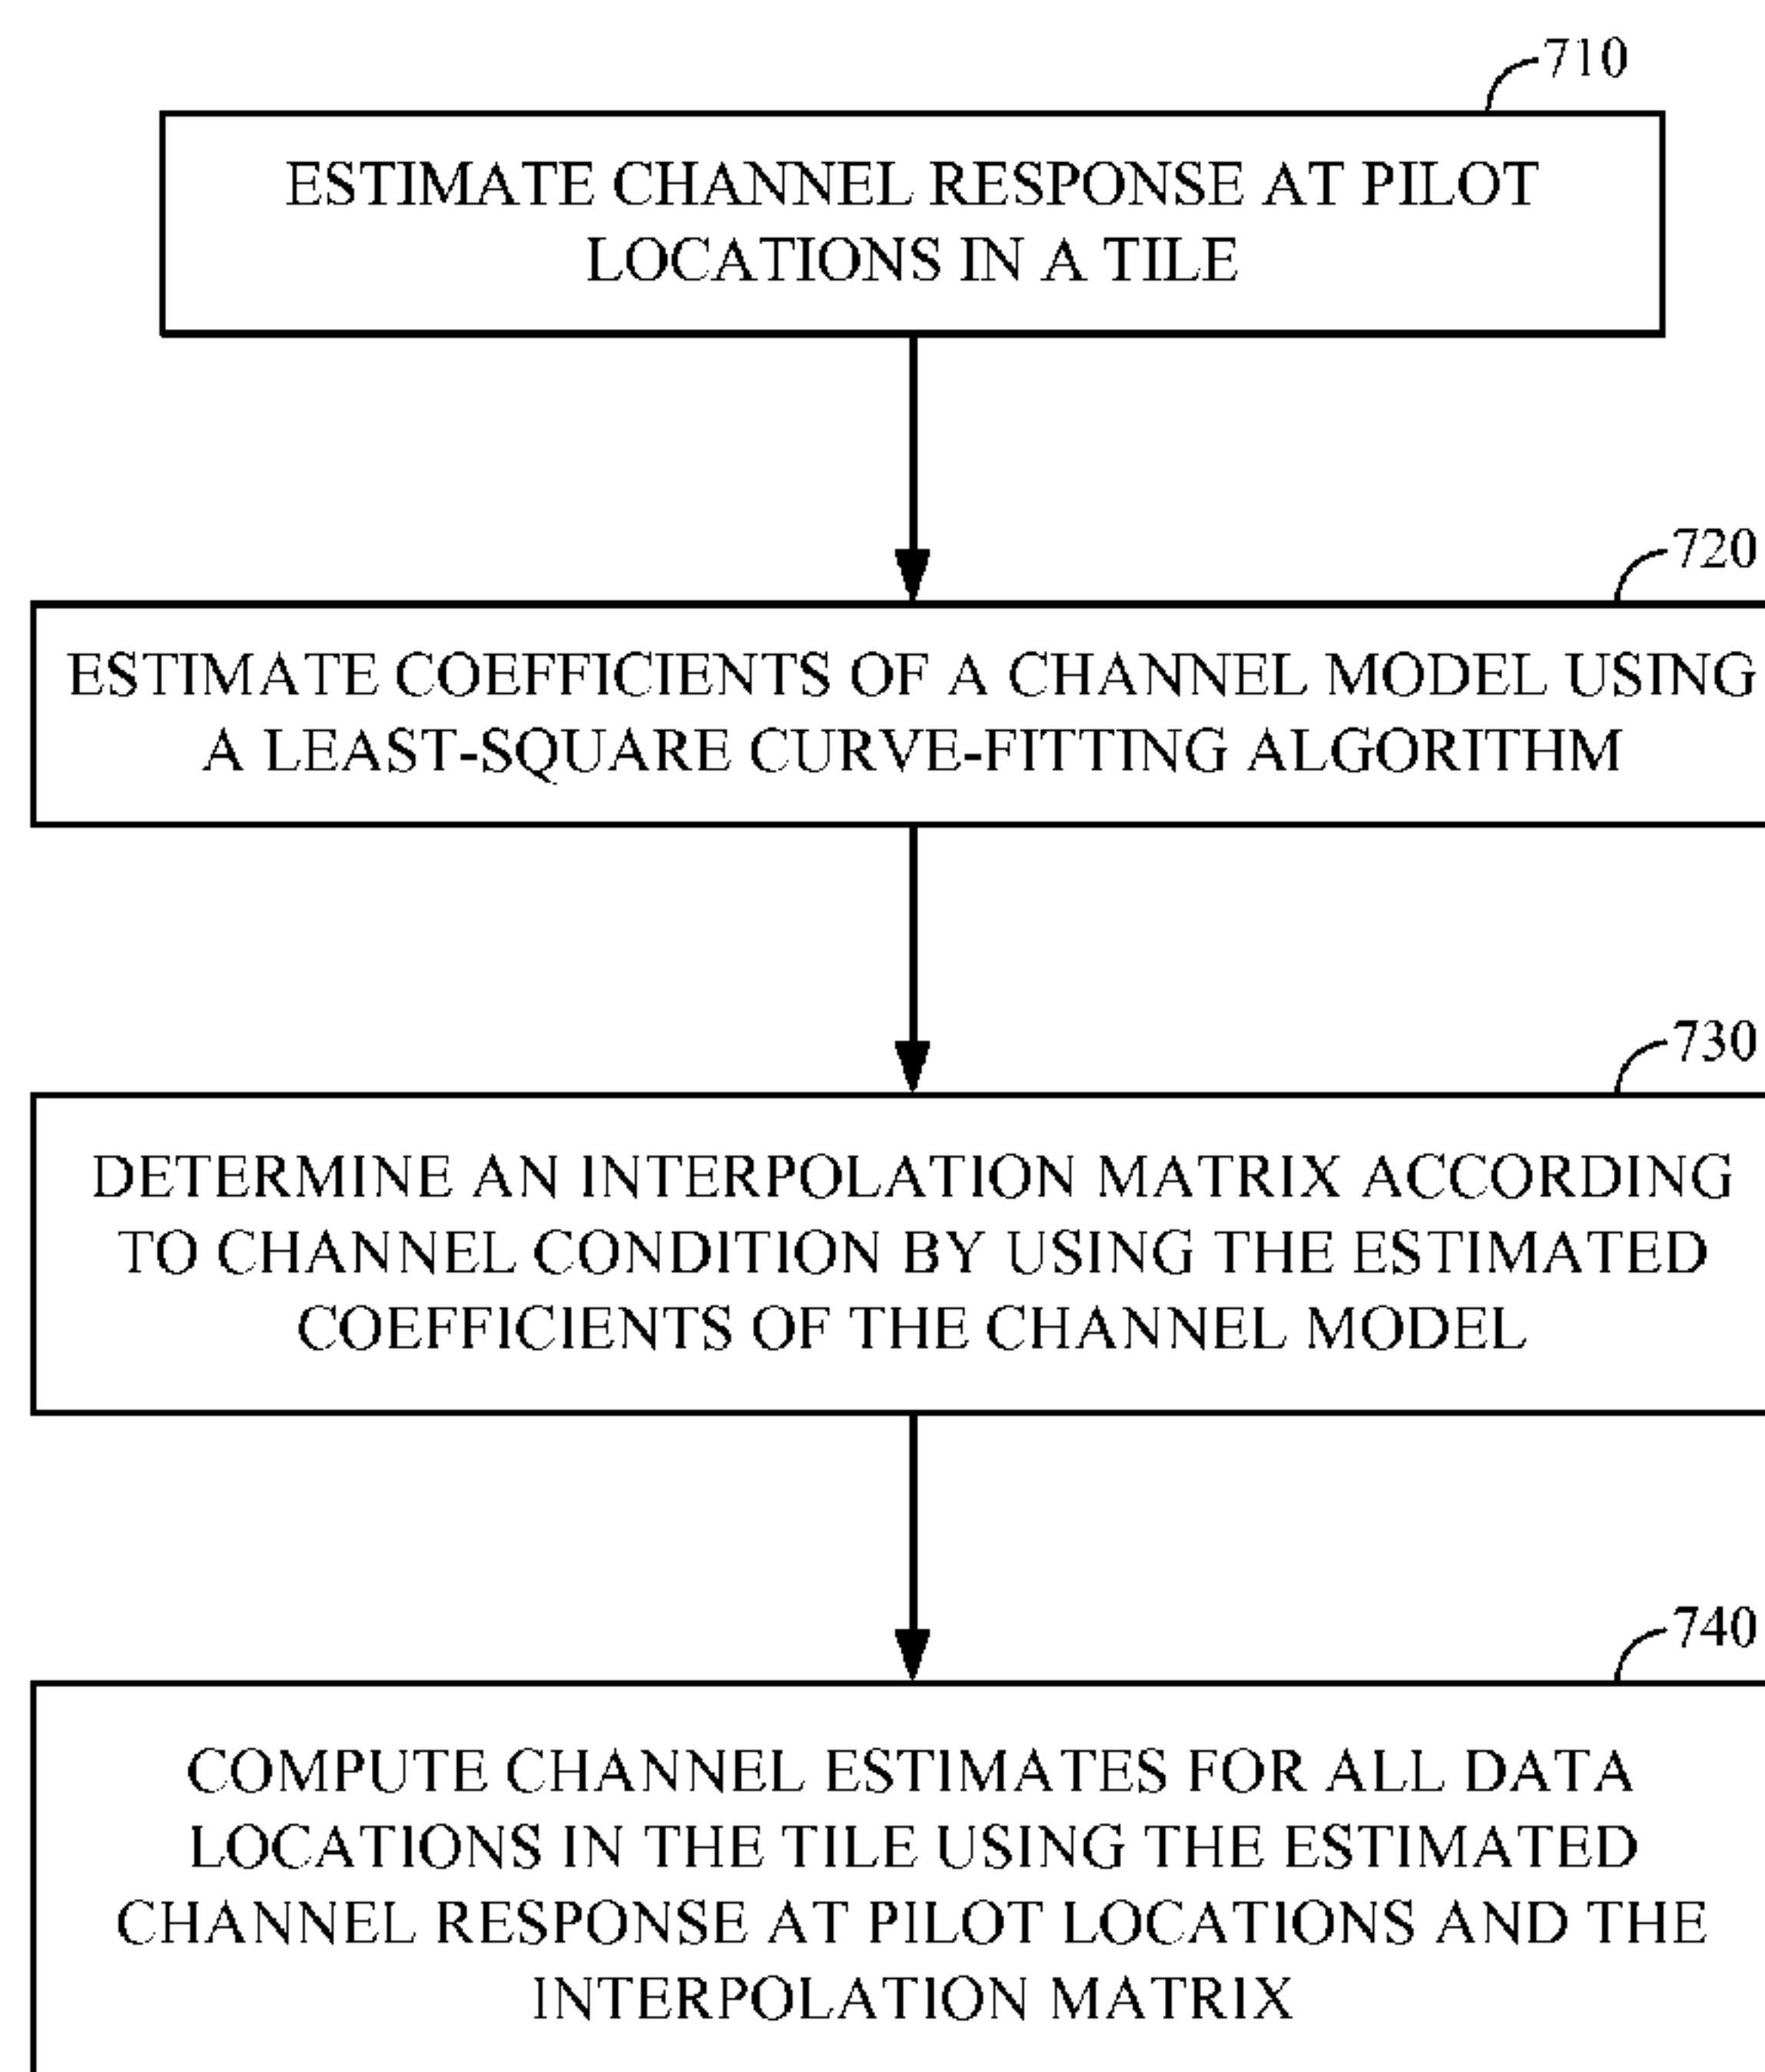 710
ESTIMATE CHANNEL RESPONSE AT PILOT
LOCATIONS IN A TILE
720
ESTIMATE COEFFICIENTS OF A CHANNEL MODEL USING
A LEAST-SQUARE CURVE-FITTING ALGORITHM
730
DETERMINE AN INTERPOLATION MATRIX ACCORDING
TO CHANNEL CONDITION BY USING THE ESTIMATED
COEFFICIENTS OF THE CHANNEL MODEL
740
COMPUTE CHANNEL ESTIMATES FOR ALL DATA
LOCATIONS IN THE TILE USING THE ESTIMATED
CHANNEL RESPONSE AT PILOT LOCATIONS AND THE
INTERPOLATION MATRIX